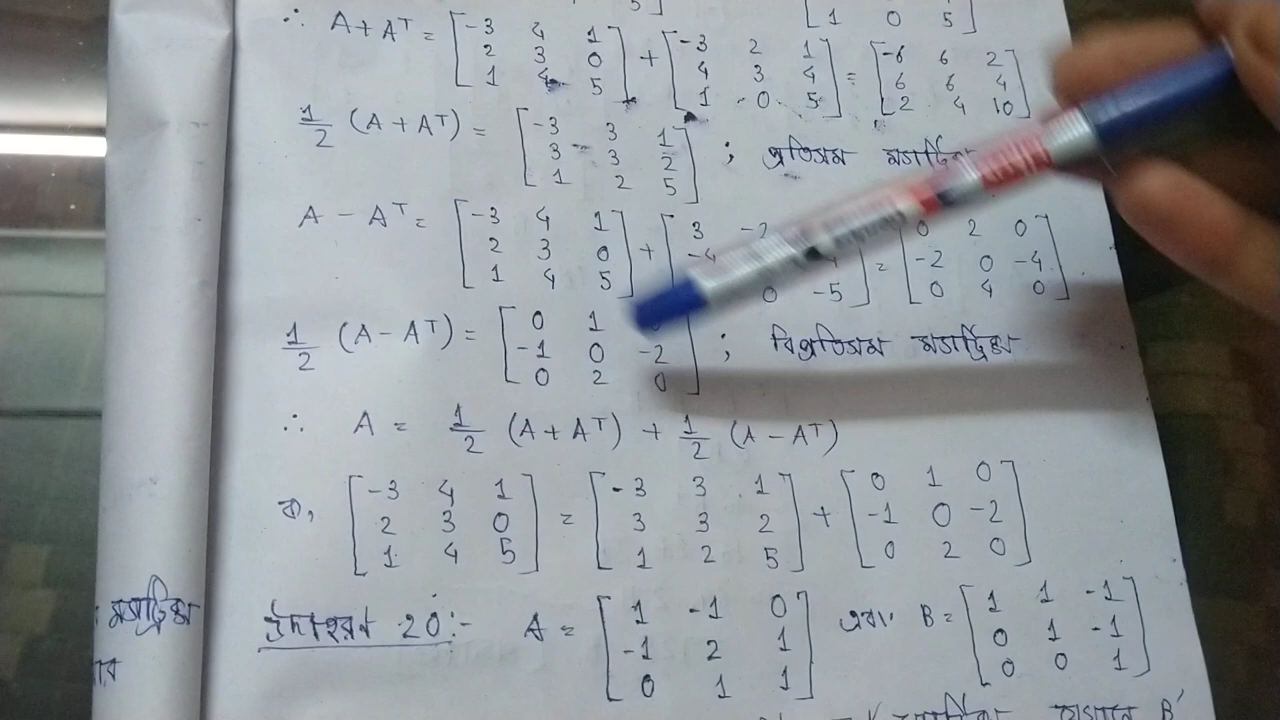 5]
[1 0 5]
∴ A + Aᵀ = [-3 4 1; 2 3 0; 1 4 5] + [-3 2 1; 4 3 4; 1 0 5] = [-6 6 2; 6 6 4; 2 4 10]
1/2 (A + Aᵀ) = [-3 3 1; 3 3 2; 1 2 5] ; প্রতিসম
A - Aᵀ = [-3 4 1; 2 3 0; 1 4 5] + [3 -2; -4; 0 -5] = [0 2 0; -2 0 -4; 0 4 0]
1/2 (A - Aᵀ) = [0 1 0; -1 0 -2; 0 2 0] ; বিপ্রতিসম ম্যাট্রিক্স
∴ A = 1/2 (A + Aᵀ) + 1/2 (A - Aᵀ)
বা, [-3 4 1; 2 3 0; 1 4 5] = [-3 3 1; 3 3 2; 1 2 5] + [0 1 0; -1 0 -2; 0 2 0]
: ম্যাট্রিক্স
উদাহরণ 20:- A = [1 -1 0; -1 2 1; 0 1 1] এবং B = [1 1 -1; 0 1 -1; 0 0 1]
B′